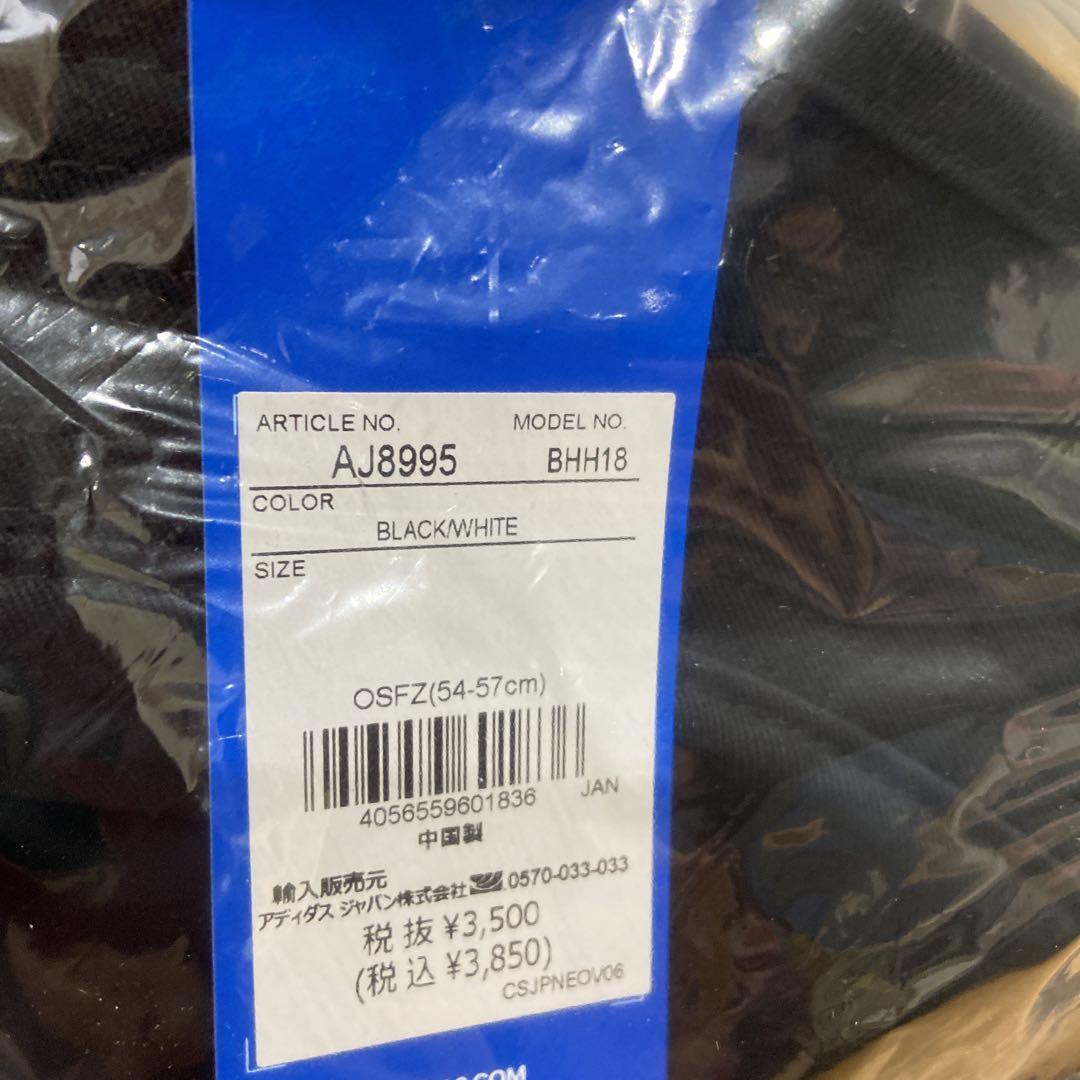 ARTICLE NO. MODEL NO.
AJ8995 BHH18
COLOR
BLACK/WHITE
SIZE
OSFZ(54-57cm)
4056559601836 JAN
中国製
輸入販売元
アディダス ジャパン株式会社 0570-033-033
税抜 ¥3,500
(税込 ¥3,850)
CSJPNEOV06
.COM